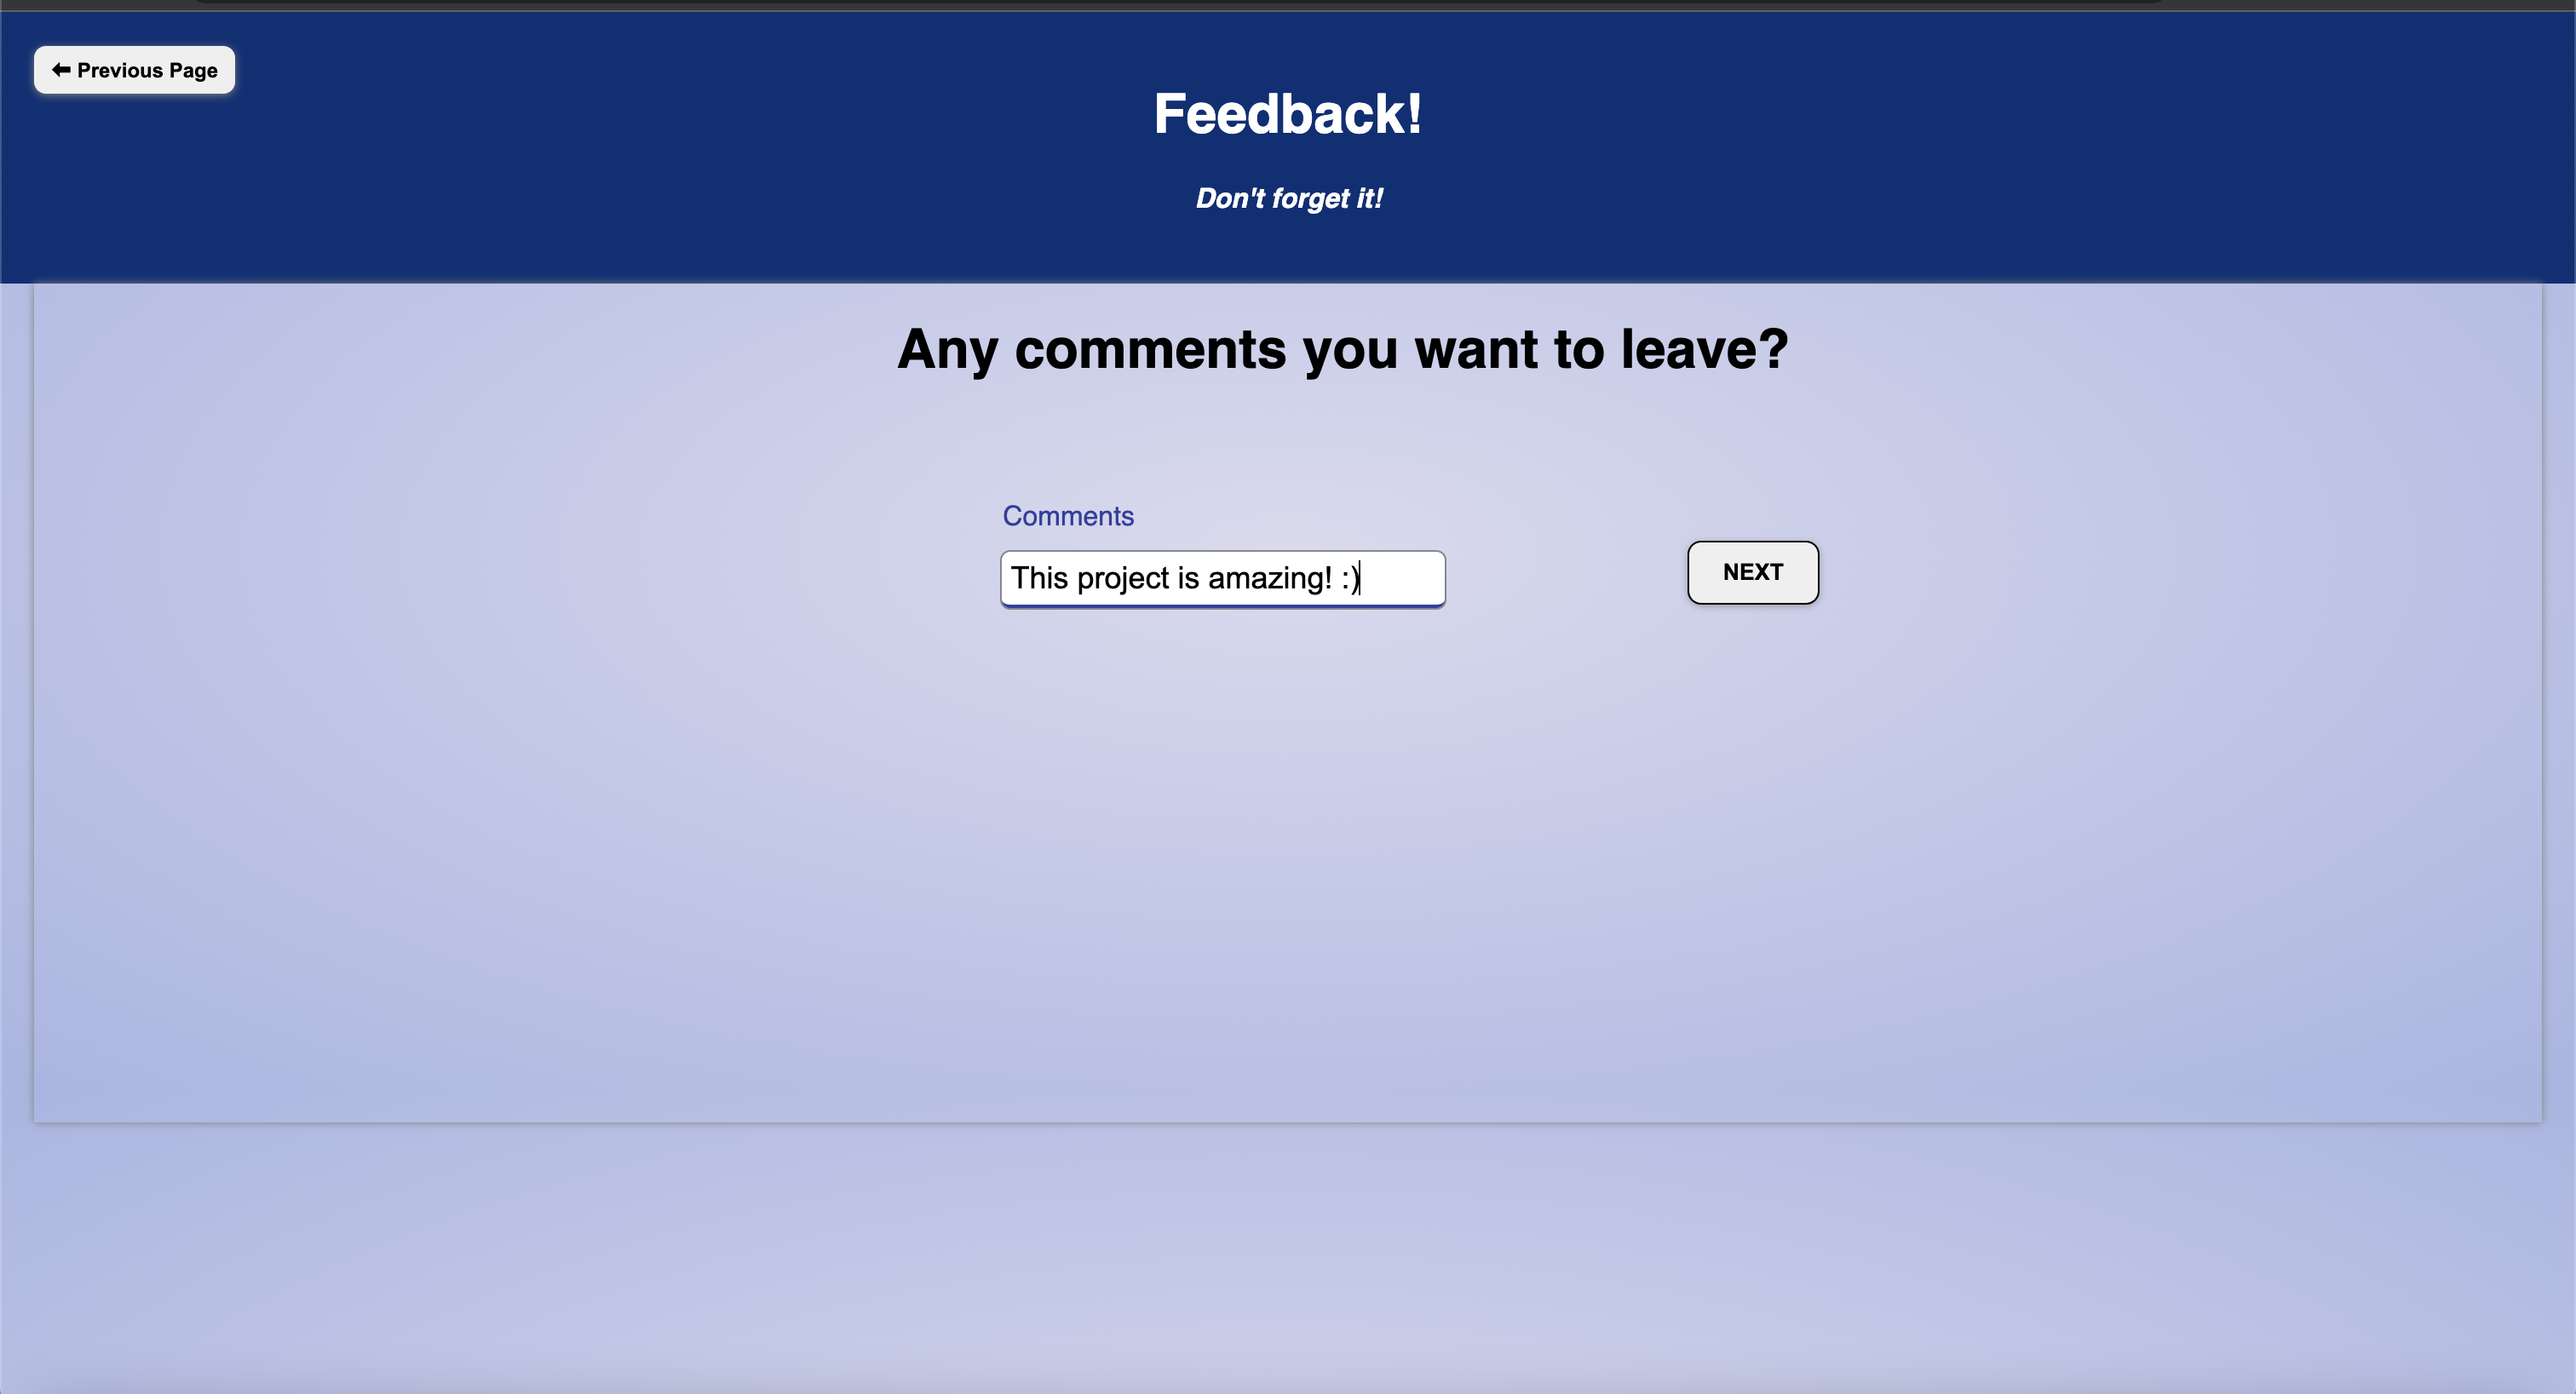 ⬅ Previous Page
Feedback!
Don't forget it!
Any comments you want to leave?
Comments
This project is amazing! :)
NEXT